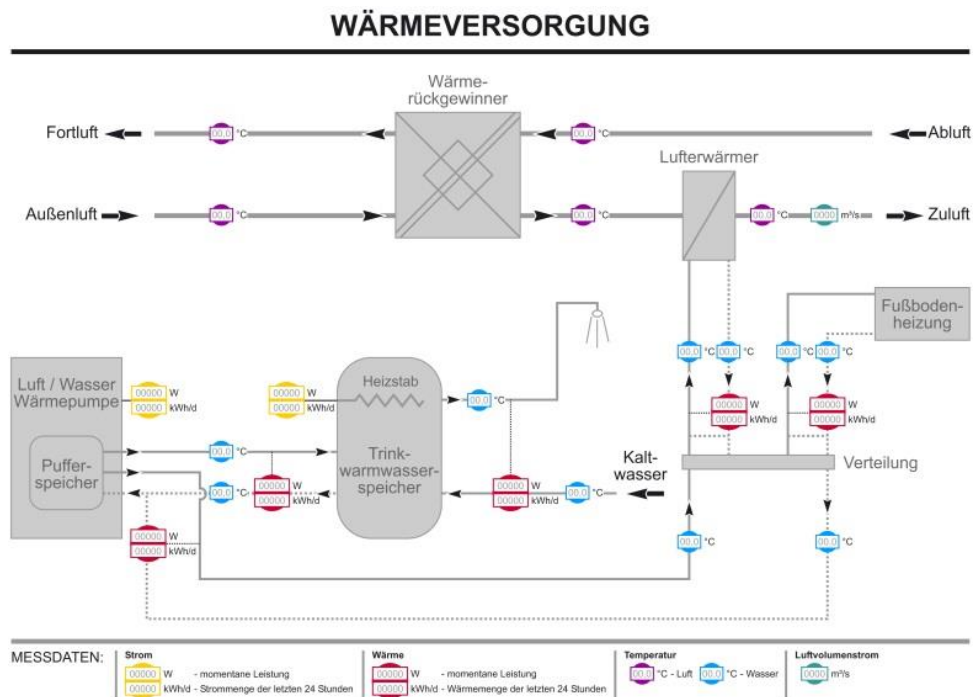 WÄRMEVERSORGUNG
Wärme-
rückgewinner
Fortluft
00.0 °C
00.0 °C
Abluft
Lufterwärmer
Außenluft
00.0 °C
00.0 °C
00.0 °C
0000 m³/s
Zuluft
Fußboden-
heizung
00.0 °C
00.0 °C
00.0 °C
00.0 °C
Luft / Wasser
Wärmepumpe
00000 W
00000 kWh/d
00000 W
00000 kWh/d
Heizstab
00.0 °C
00000 W
00000 kWh/d
00000 W
00000 kWh/d
Puffer-
speicher
00.0 °C
Trink-
warmwasser-
speicher
Kalt-
wasser
Verteilung
00.0 °C
00000 W
00000 kWh/d
00000 W
00000 kWh/d
00.0 °C
00000 W
00000 kWh/d
00.0 °C
00.0 °C
MESSDATEN:
Strom
00000 W - momentane Leistung
00000 kWh/d - Strommenge der letzten 24 Stunden
Wärme
00000 W - momentane Leistung
00000 kWh/d - Wärmemenge der letzten 24 Stunden
Temperatur
00.0 °C - Luft 00.0 °C - Wasser
Luftvolumenstrom
0000 m³/s